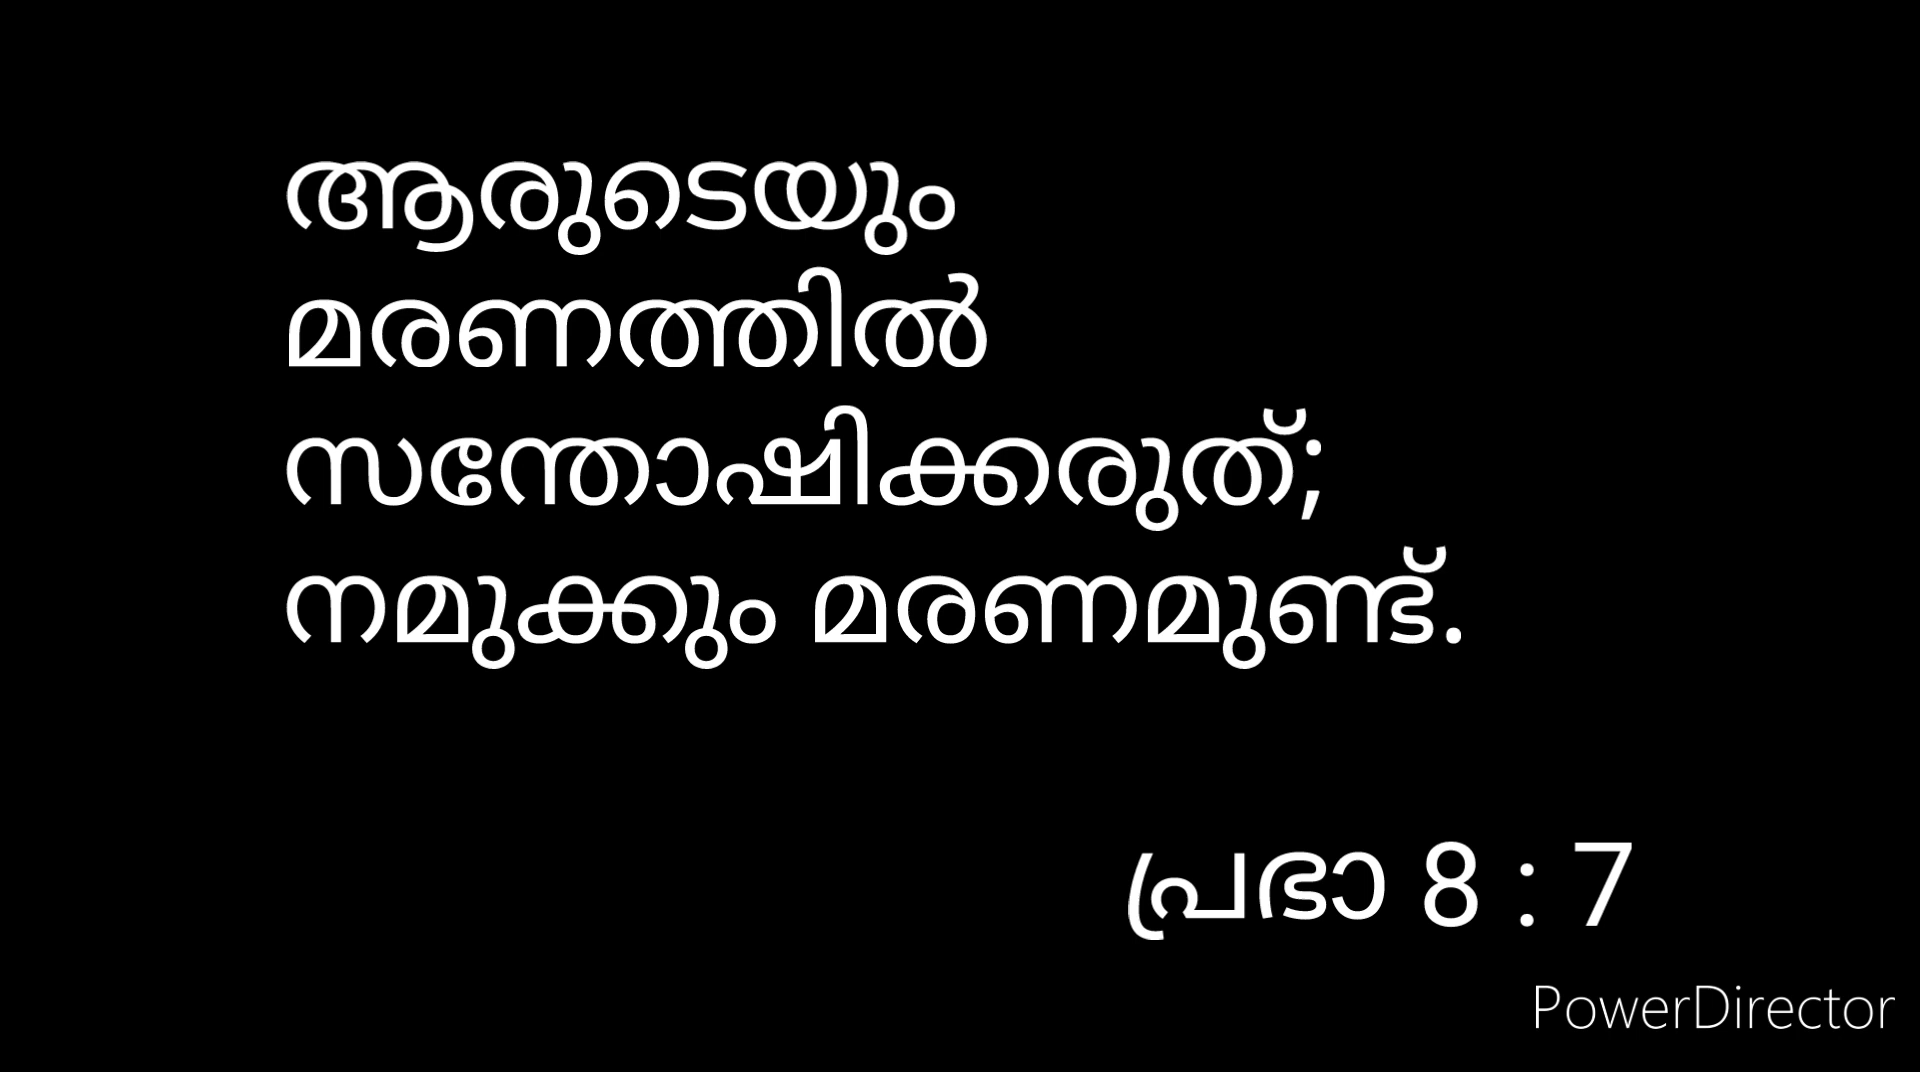 ആരുടെയും
മരണത്തിൽ
സന്തോഷിക്കരുത്;
നമുക്കും മരണമുണ്ട്.
പ്രഭാ 8 : 7
PowerDirector